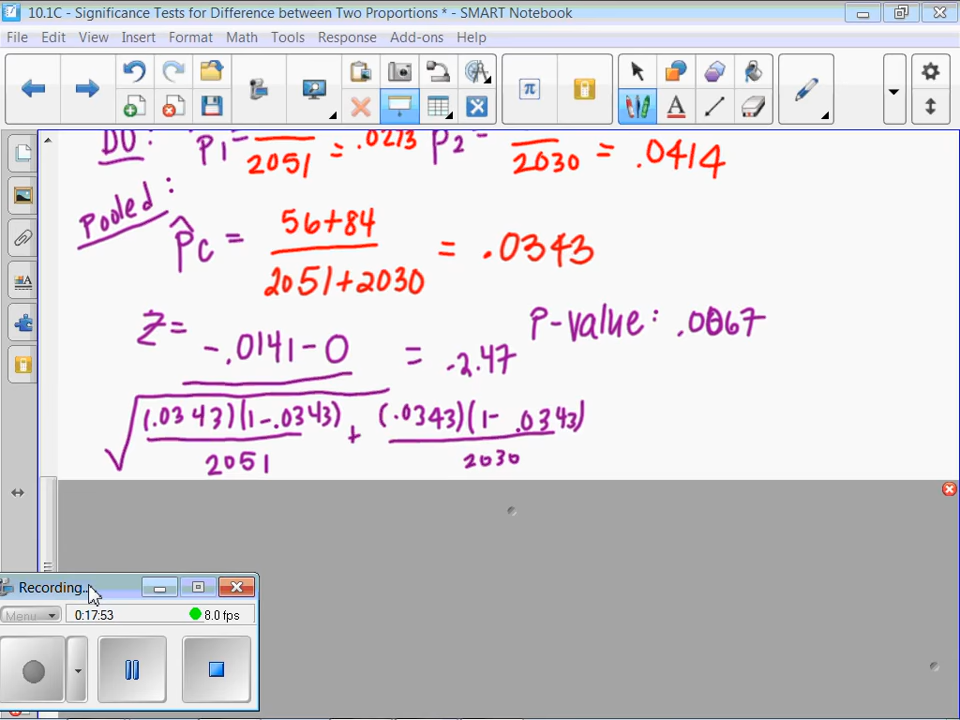 10.1C - Significance Tests for Difference between Two Proportions * - SMART Notebook
File Edit View Insert Format Math Tools Response Add-ons Help
π
A
DO: P1 = 2051 = .0273 P2 = 2030 = .0414
Pooled:
P̂c = 56+84 / 2051+2030 = .0343
Z = -.0141-0 = -2.47 P-value: .0067
√ (.0343)(1-.0343) + (.0343)(1-.0343)
2051 2030
Recording...
Menu 0:17:53 8.0 fps